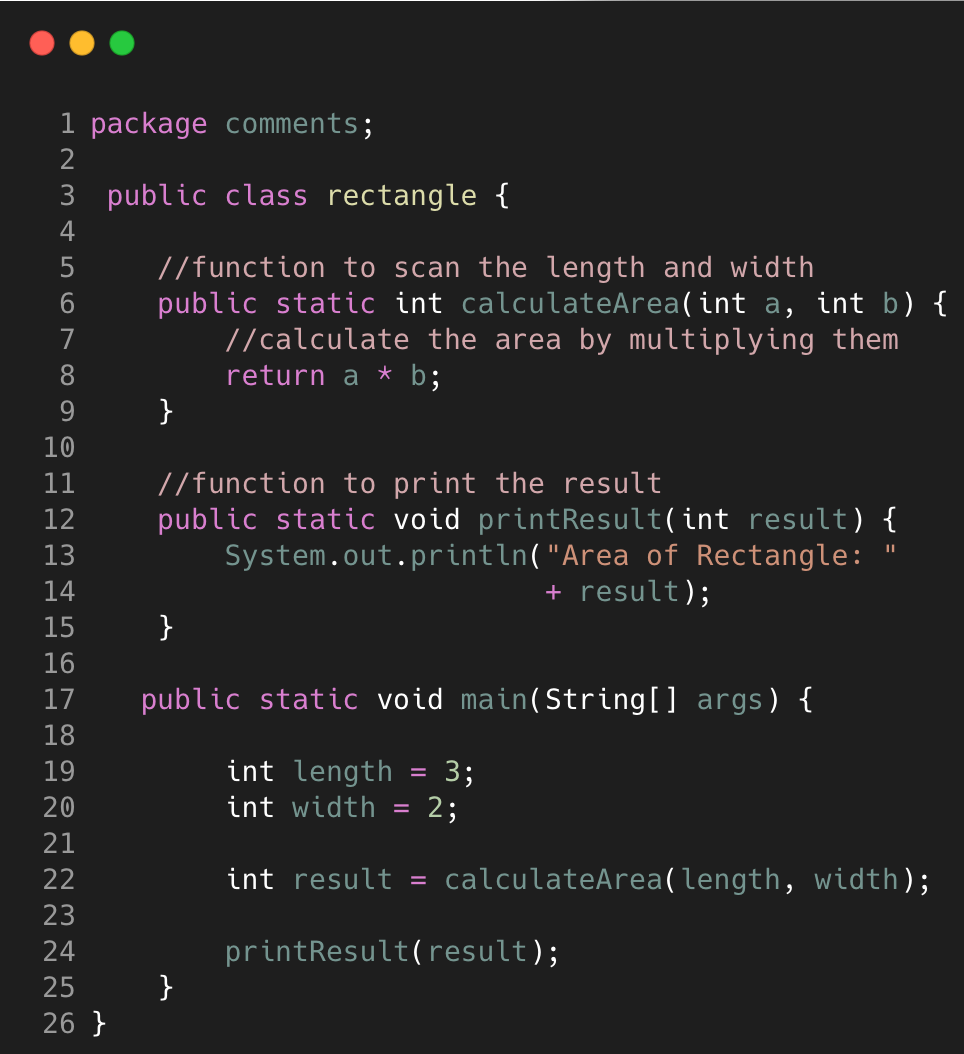 1 package comments;
2
3  public class rectangle {
4
5     //function to scan the length and width
6     public static int calculateArea(int a, int b) {
7         //calculate the area by multiplying them
8         return a * b;
9     }
10
11     //function to print the result
12     public static void printResult(int result) {
13         System.out.println("Area of Rectangle: "
14                            + result);
15     }
16
17    public static void main(String[] args) {
18
19         int length = 3;
20         int width = 2;
21
22         int result = calculateArea(length, width);
23
24         printResult(result);
25     }
26 }